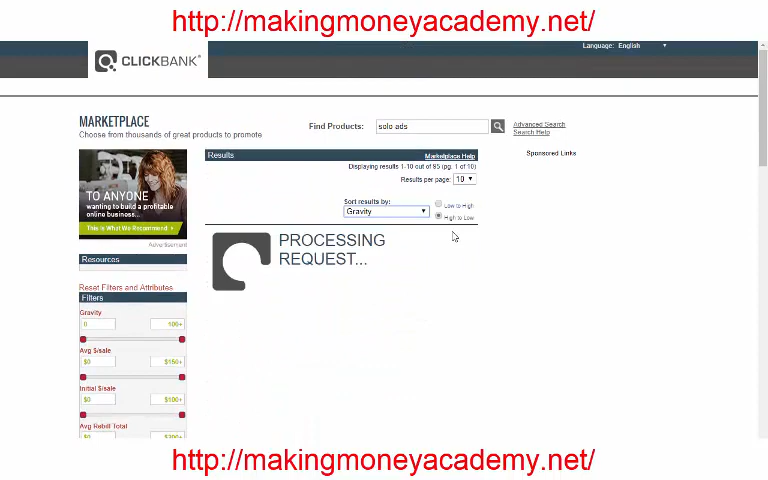 http://makingmoneyacademy.net/
Language: English
CLICKBANK®
MARKETPLACE
Choose from thousands of great products to promote
Find Products: solo ads
Advanced Search
Search Help
TO ANYONE
wanting to build a profitable
online business...
This Is What We Recommend >
Advertisement
Resources
Reset Filters and Attributes
Filters
Gravity
0 100+
Avg $/sale
$0 $150+
Initial $/sale
$0 $100+
Avg Rebill Total
$0 $300+
Results
Marketplace Help
Displaying results 1-10 out of 95 (pg. 1 of 10)
Results per page: 10
Sort results by:
Gravity
Low to High
High to Low
PROCESSING
REQUEST...
Sponsored Links
http://makingmoneyacademy.net/